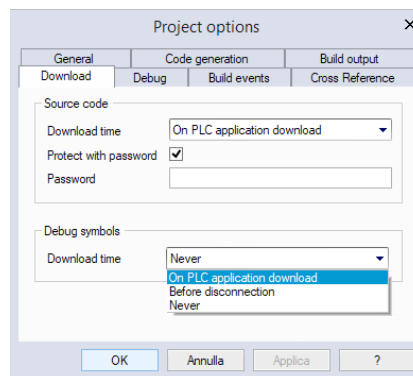 Project options
General Code generation Build output
Download Debug Build events Cross Reference
Source code
Download time On PLC application download
Protect with password
Password
Debug symbols
Download time Never
On PLC application download
Before disconnection
Never
OK Annulla Applica ?